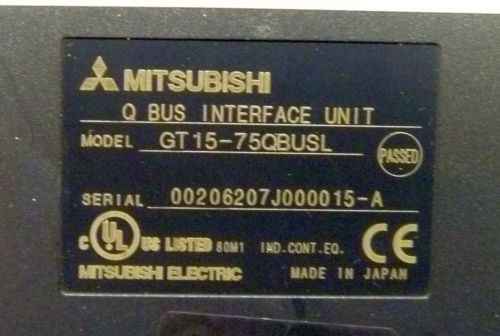 MITSUBISHI
Q BUS INTERFACE UNIT
MODEL GT15-75QBUSL PASSED
SERIAL 00206207J000015-A
C UL US LISTED 80M1 IND.CONT.EQ. CE
MITSUBISHI ELECTRIC MADE IN JAPAN